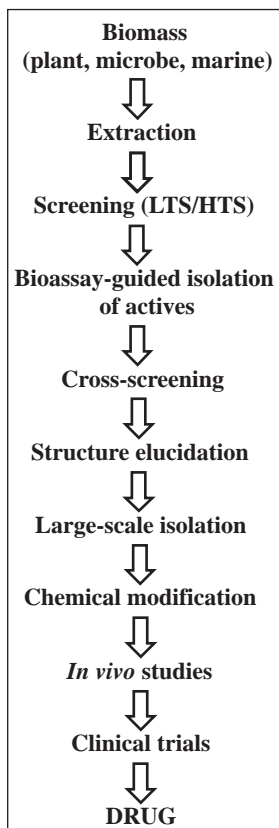 Biomass
(plant, microbe, marine)
Extraction
Screening (LTS/HTS)
Bioassay-guided isolation
of actives
Cross-screening
Structure elucidation
Large-scale isolation
Chemical modification
In vivo studies
Clinical trials
DRUG